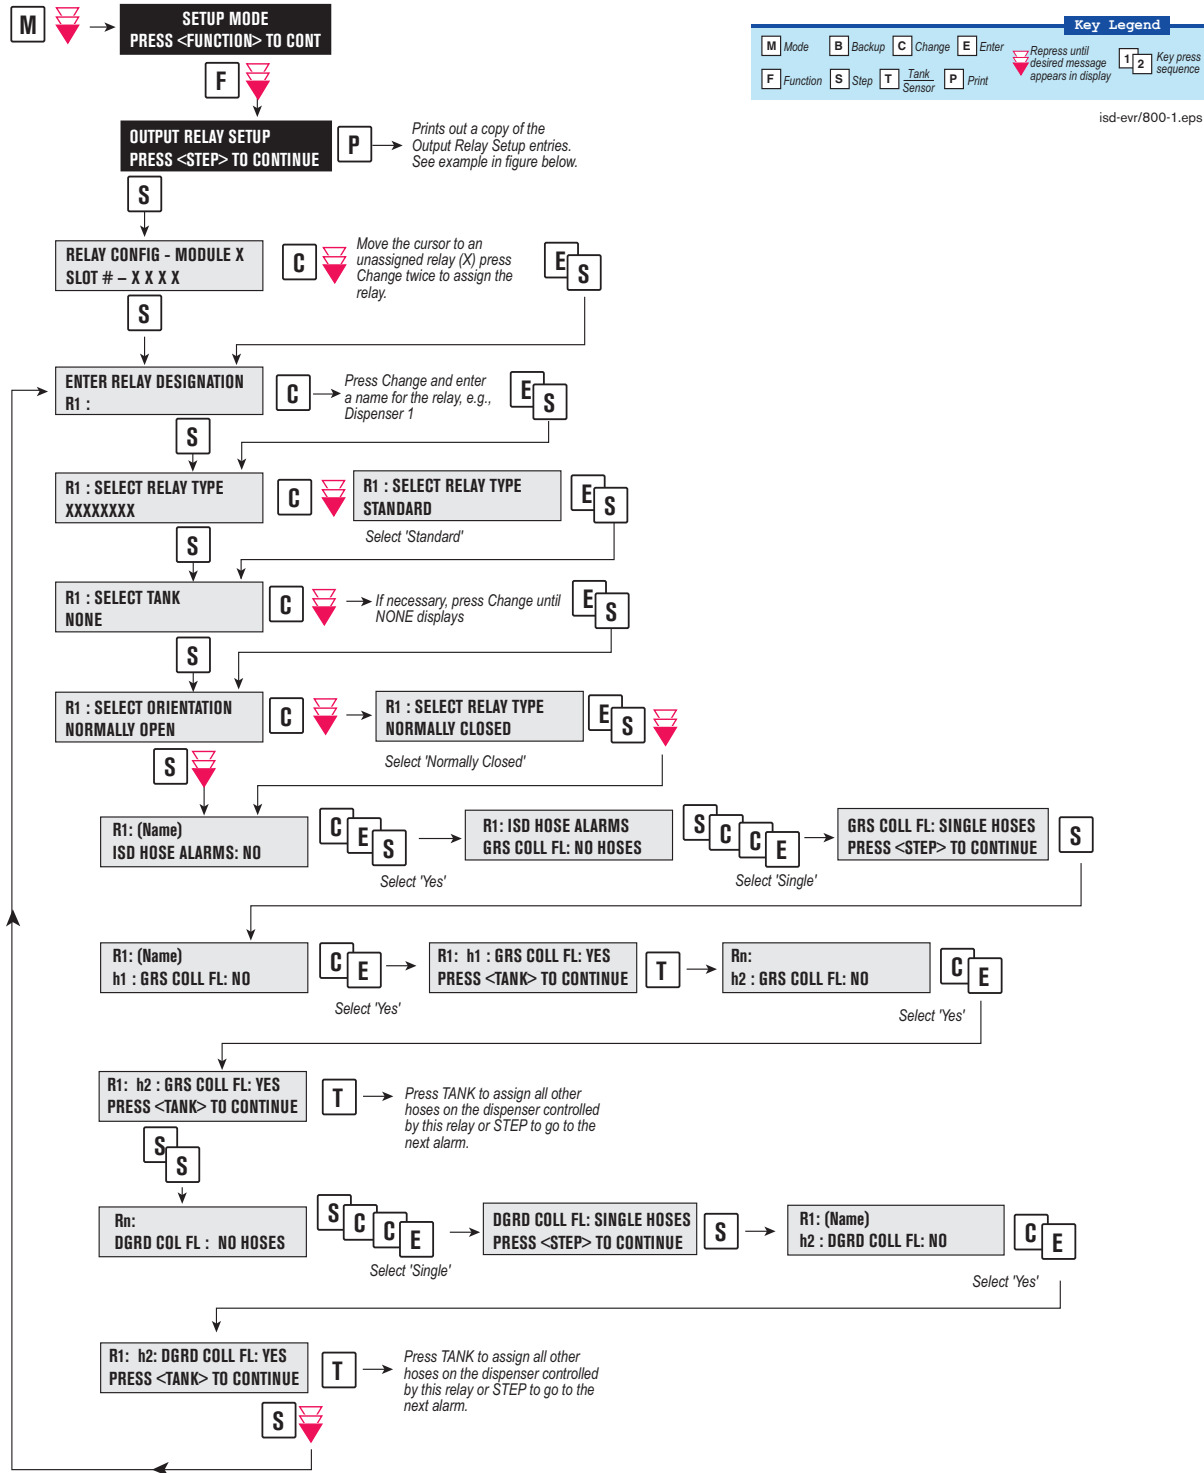 M
SETUP MODE
PRESS <FUNCTION> TO CONT
Key Legend
M Mode B Backup C Change E Enter
Repress until
desired message
appears in display
1 2 Key press
sequence
F Function S Step T Tank
Sensor
P Print
isd-evr/800-1.eps
F
OUTPUT RELAY SETUP
PRESS <STEP> TO CONTINUE
P
Prints out a copy of the
Output Relay Setup entries.
See example in figure below.
S
RELAY CONFIG - MODULE X
SLOT # – X X X X
C
Move the cursor to an
unassigned relay (X) press
Change twice to assign the
relay.
E S
S
ENTER RELAY DESIGNATION
R1 :
C
Press Change and enter
a name for the relay, e.g.,
Dispenser 1
E S
S
R1 : SELECT RELAY TYPE
XXXXXXXX
C
R1 : SELECT RELAY TYPE
STANDARD
E S
Select 'Standard'
S
R1 : SELECT TANK
NONE
C
If necessary, press Change until
NONE displays
E S
S
R1 : SELECT ORIENTATION
NORMALLY OPEN
C
R1 : SELECT RELAY TYPE
NORMALLY CLOSED
E S
Select 'Normally Closed'
S
R1: (Name)
ISD HOSE ALARMS: NO
C E S
Select 'Yes'
R1: ISD HOSE ALARMS
GRS COLL FL: NO HOSES
S C C E
Select 'Single'
GRS COLL FL: SINGLE HOSES
PRESS <STEP> TO CONTINUE
S
R1: (Name)
h1 : GRS COLL FL: NO
C E
Select 'Yes'
R1: h1 : GRS COLL FL: YES
PRESS <TANK> TO CONTINUE
T
Rn:
h2 : GRS COLL FL: NO
C E
Select 'Yes'
R1: h2 : GRS COLL FL: YES
PRESS <TANK> TO CONTINUE
T
Press TANK to assign all other
hoses on the dispenser controlled
by this relay or STEP to go to the
next alarm.
S S
Rn:
DGRD COL FL : NO HOSES
S C C E
Select 'Single'
DGRD COLL FL: SINGLE HOSES
PRESS <STEP> TO CONTINUE
S
R1: (Name)
h2 : DGRD COLL FL: NO
C E
Select 'Yes'
R1: h2: DGRD COLL FL: YES
PRESS <TANK> TO CONTINUE
T
Press TANK to assign all other
hoses on the dispenser controlled
by this relay or STEP to go to the
next alarm.
S